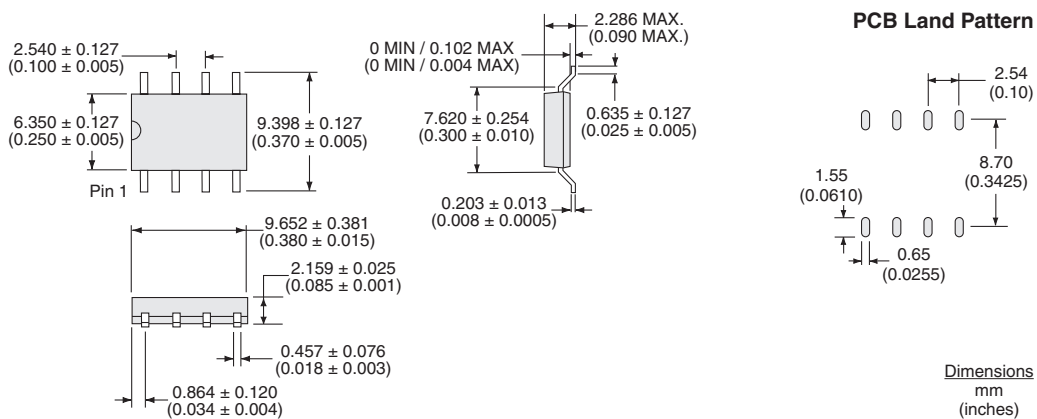 2.540 ± 0.127
(0.100 ± 0.005)
6.350 ± 0.127
(0.250 ± 0.005)
9.398 ± 0.127
(0.370 ± 0.005)
Pin 1
9.652 ± 0.381
(0.380 ± 0.015)
2.159 ± 0.025
(0.085 ± 0.001)
0.457 ± 0.076
(0.018 ± 0.003)
0.864 ± 0.120
(0.034 ± 0.004)
2.286 MAX.
(0.090 MAX.)
0 MIN / 0.102 MAX
(0 MIN / 0.004 MAX)
7.620 ± 0.254
(0.300 ± 0.010)
0.635 ± 0.127
(0.025 ± 0.005)
0.203 ± 0.013
(0.008 ± 0.0005)
PCB Land Pattern
2.54
(0.10)
8.70
(0.3425)
1.55
(0.0610)
0.65
(0.0255)
Dimensions
mm
(inches)